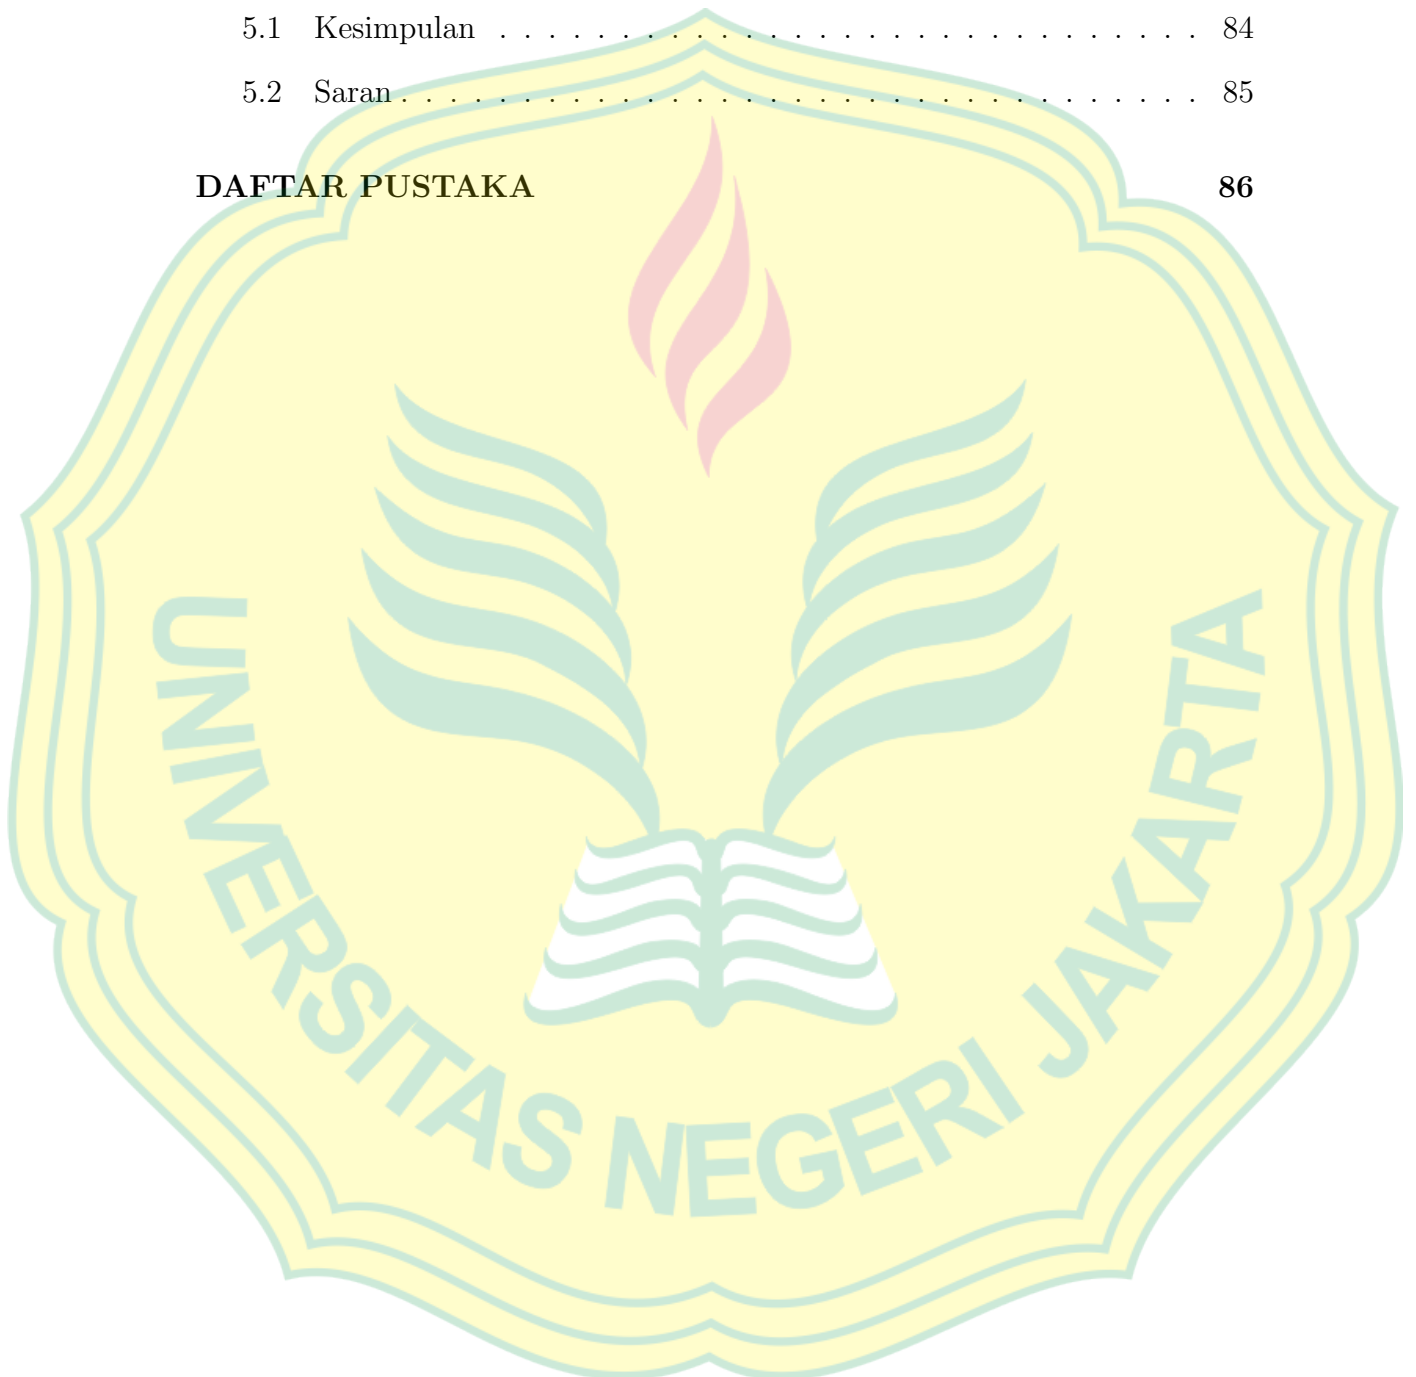 5.1 Kesimpulan . . . . . . . . . . . . . . . . . . . . . . . . . . . . . 84
5.2 Saran . . . . . . . . . . . . . . . . . . . . . . . . . . . . . . . . . 85
DAFTAR PUSTAKA 86
UNIVERSITAS NEGERI JAKARTA